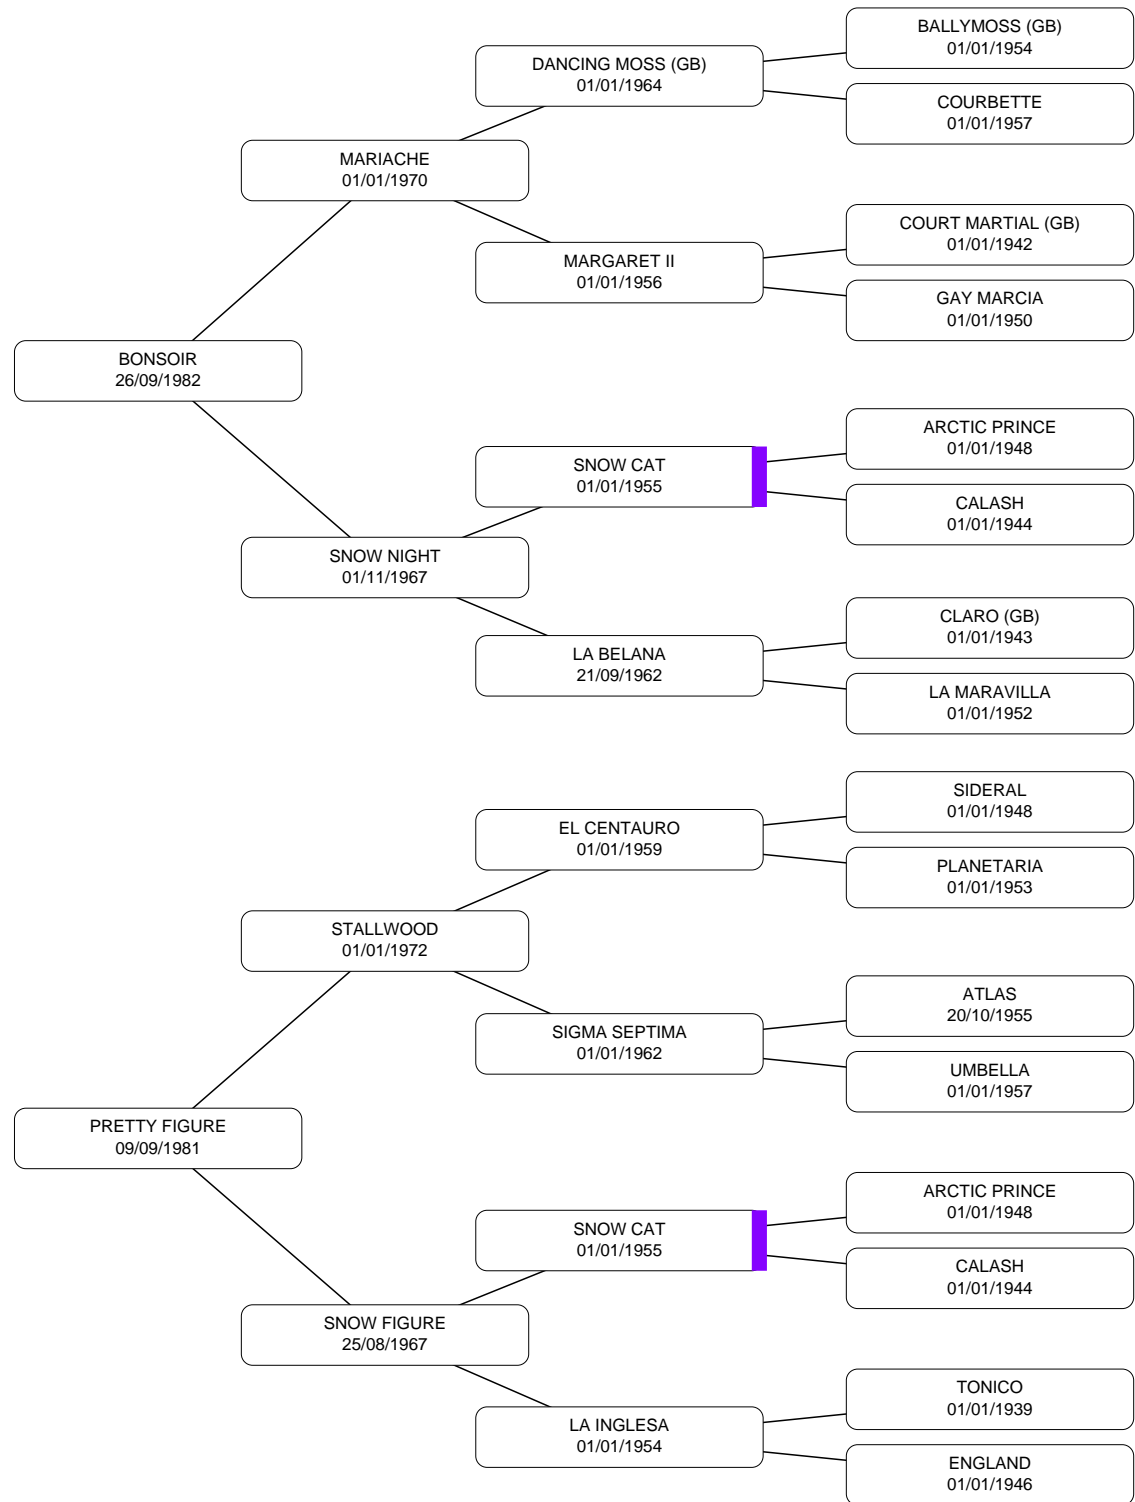 BALLYMOSS (GB)
01/01/1954
DANCING MOSS (GB)
01/01/1964
COURBETTE
01/01/1957
MARIACHE
01/01/1970
COURT MARTIAL (GB)
01/01/1942
MARGARET II
01/01/1956
GAY MARCIA
01/01/1950
BONSOIR
26/09/1982
ARCTIC PRINCE
01/01/1948
SNOW CAT
01/01/1955
CALASH
01/01/1944
SNOW NIGHT
01/11/1967
CLARO (GB)
01/01/1943
LA BELANA
21/09/1962
LA MARAVILLA
01/01/1952
SIDERAL
01/01/1948
EL CENTAURO
01/01/1959
PLANETARIA
01/01/1953
STALLWOOD
01/01/1972
ATLAS
20/10/1955
SIGMA SEPTIMA
01/01/1962
UMBELLA
01/01/1957
PRETTY FIGURE
09/09/1981
ARCTIC PRINCE
01/01/1948
SNOW CAT
01/01/1955
CALASH
01/01/1944
SNOW FIGURE
25/08/1967
TONICO
01/01/1939
LA INGLESA
01/01/1954
ENGLAND
01/01/1946